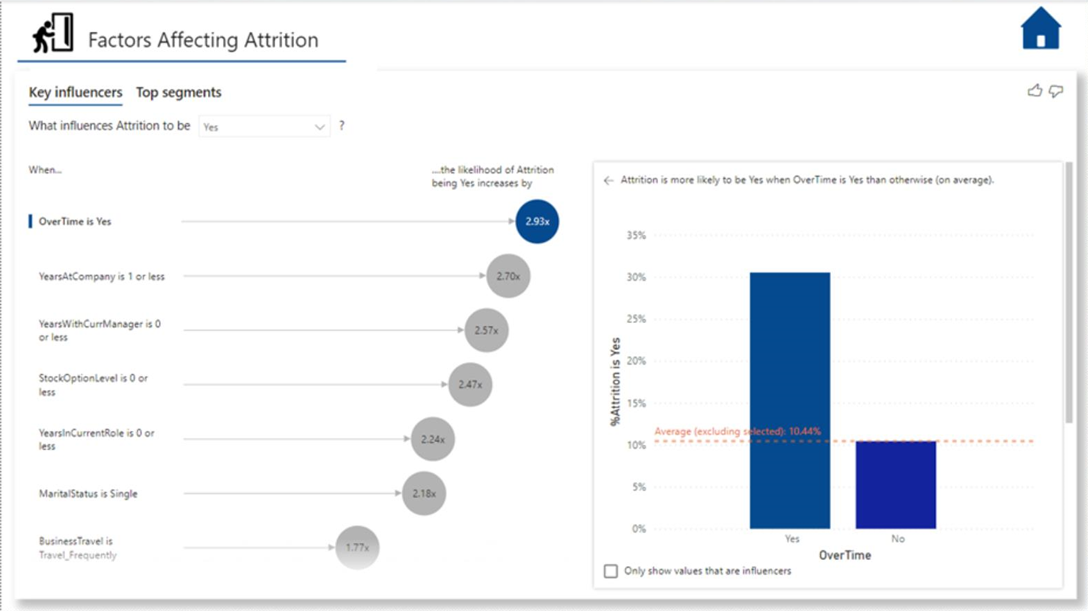 Factors Affecting Attrition
Key influencers Top segments
What influences Attrition to be Yes ?
When...
....the likelihood of Attrition
being Yes increases by
OverTime is Yes
2.93x
YearsAtCompany is 1 or less
2.70x
YearsWithCurrManager is 0
or less
2.57x
StockOptionLevel is 0 or
less
2.47x
YearsInCurrentRole is 0 or
less
2.24x
MaritalStatus is Single
2.18x
BusinessTravel is
Travel_Frequently
1.77x
Attrition is more likely to be Yes when OverTime is Yes than otherwise (on average).
%Attrition is Yes
35%
30%
25%
20%
15%
Average (excluding selected): 10.44%
10%
5%
0%
Yes No
OverTime
Only show values that are influencers